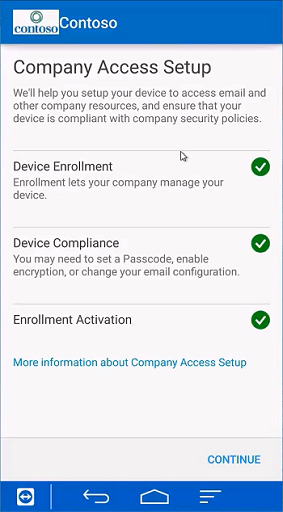 contoso Contoso
Company Access Setup
We'll help you setup your device to access email and
other company resources, and ensure that your
device is compliant with company security policies.
Device Enrollment
Enrollment lets your company manage your
device.
Device Compliance
You may need to set a Passcode, enable
encryption, or change your email configuration.
Enrollment Activation
More information about Company Access Setup
CONTINUE